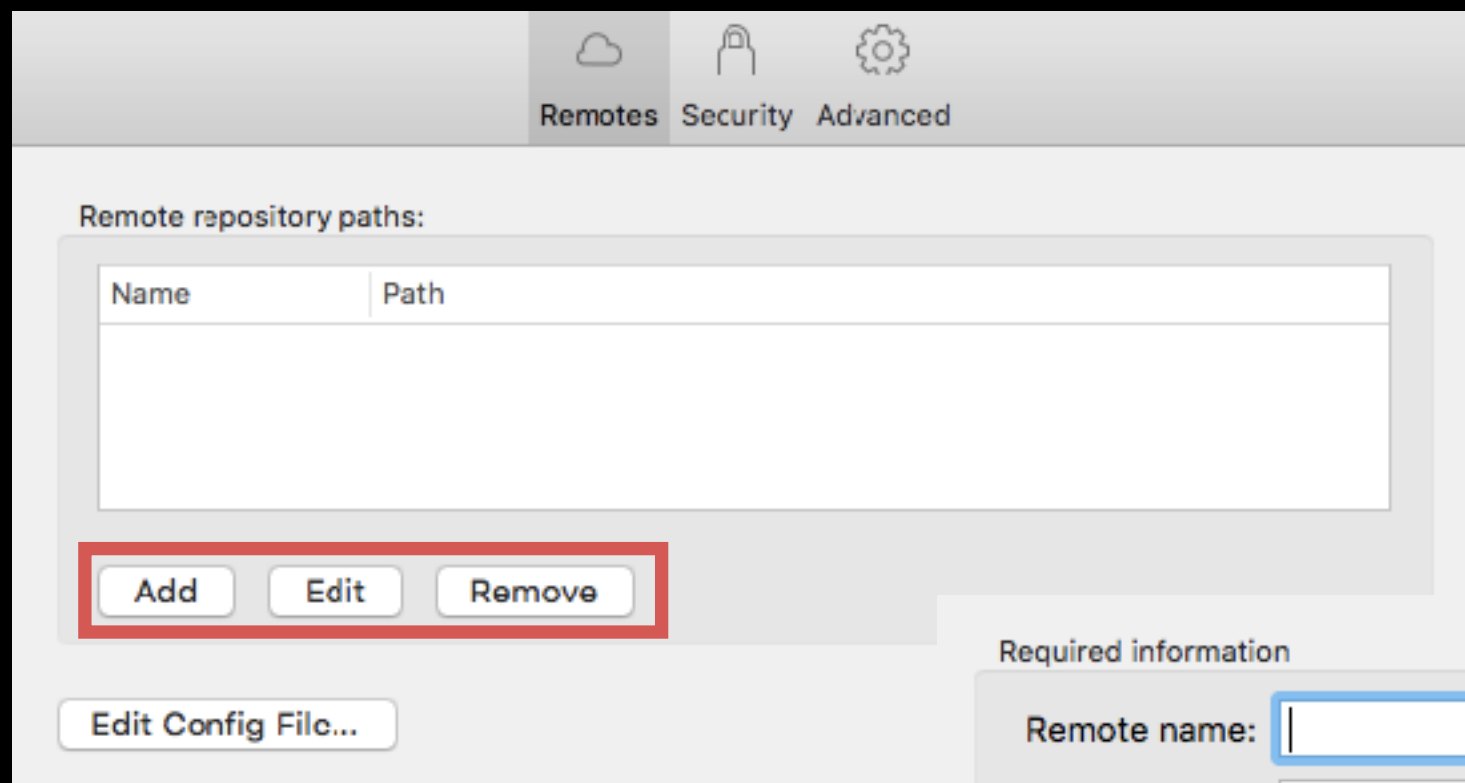 Remotes Security Advanced
Remote repository paths:
Name Path
Add Edit Remove
Edit Config File...
Required information
Remote name: